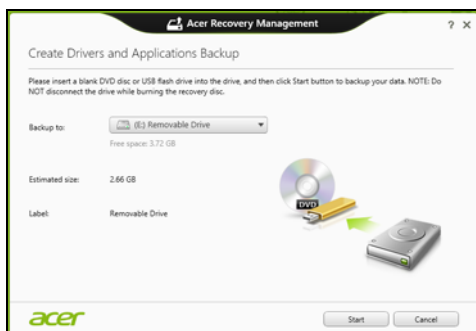 Acer Recovery Management
? X
Create Drivers and Applications Backup
Please insert a blank DVD disc or USB flash drive into the drive, and then click Start button to backup your data. NOTE: Do
NOT disconnect the drive while burning the recovery disc.
Backup to: (E:) Removable Drive
Free space: 3.72 GB
Estimated size: 2.66 GB
DVD
Label: Removable Drive
acer Start Cancel